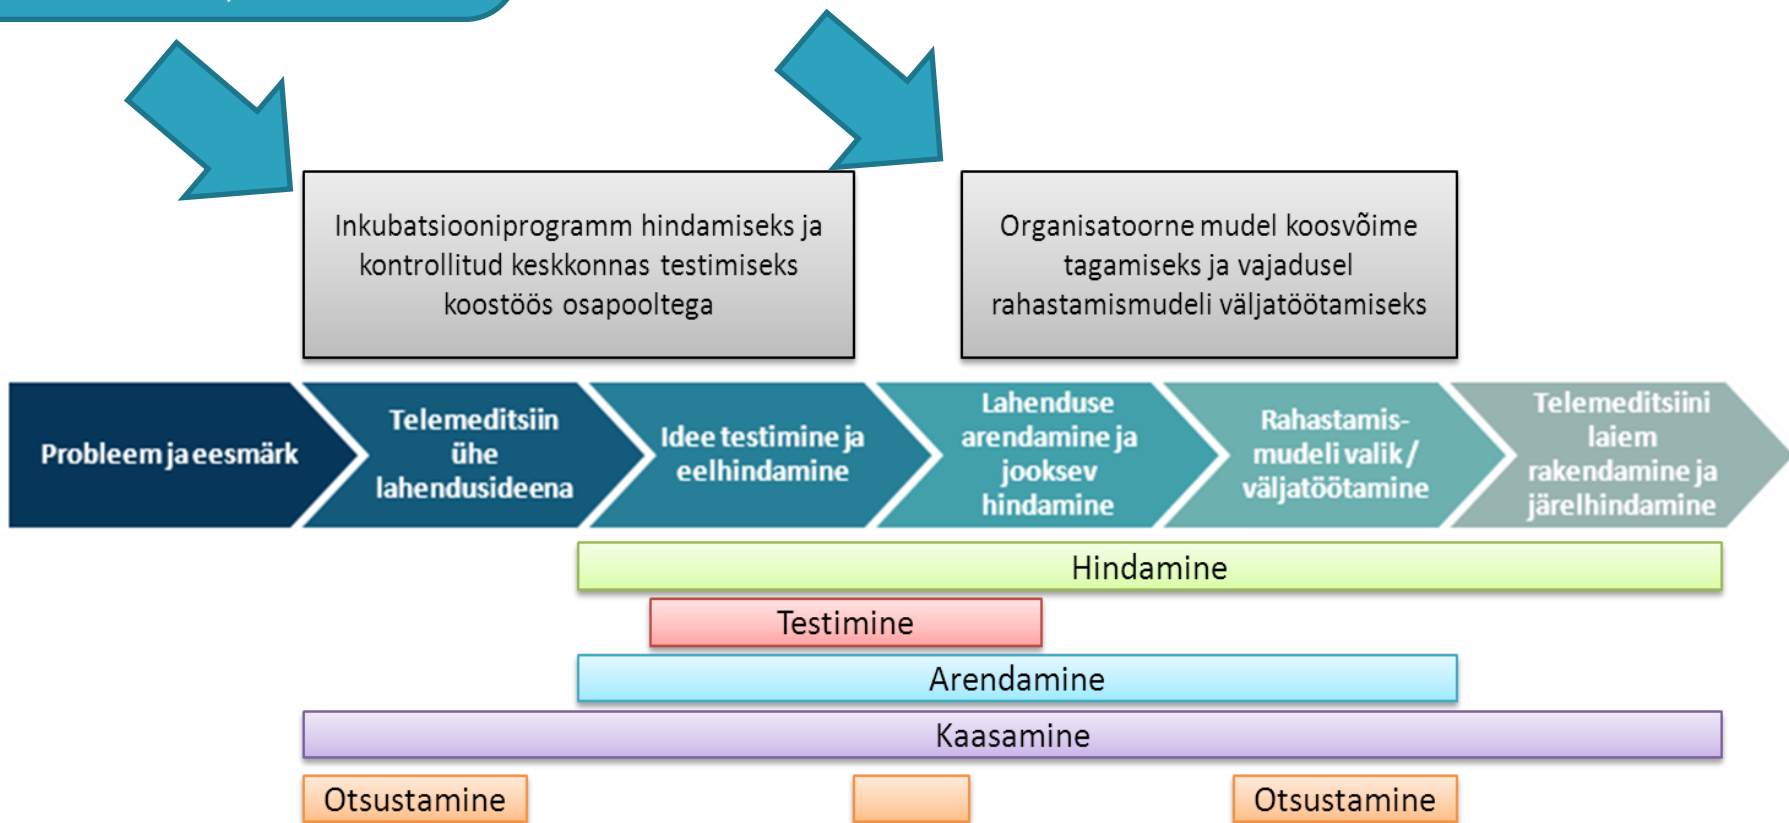 Inkubatsiooniprogramm hindamiseks ja
kontrollitud keskkonnas testimiseks
koostöös osapooltega
Organisatoorne mudel koosvõime
tagamiseks ja vajadusel
rahastamismudeli väljatöötamiseks
Probleem ja eesmärk
Telemeditsiin
ühe
lahendusideena
Idee testimine ja
eelhindamine
Lahenduse
arendamine ja
jooksev
hindamine
Rahastamis-
mudeli valik /
väljatöötamine
Telemeditsiini
laiem
rakendamine ja
järelhindamine
Hindamine
Testimine
Arendamine
Kaasamine
Otsustamine
Otsustamine